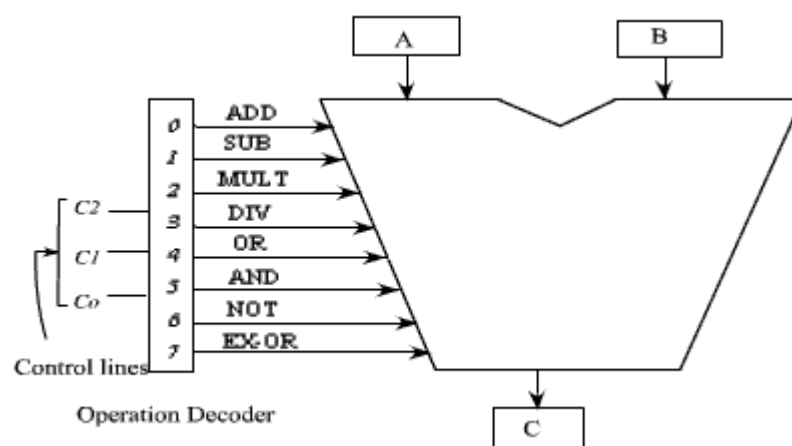 A
B
0 ADD
1 SUB
2 MULT
C2
3 DIV
4 OR
C1
5 AND
Co
6 NOT
7 EX-OR
Control lines
Operation Decoder
C